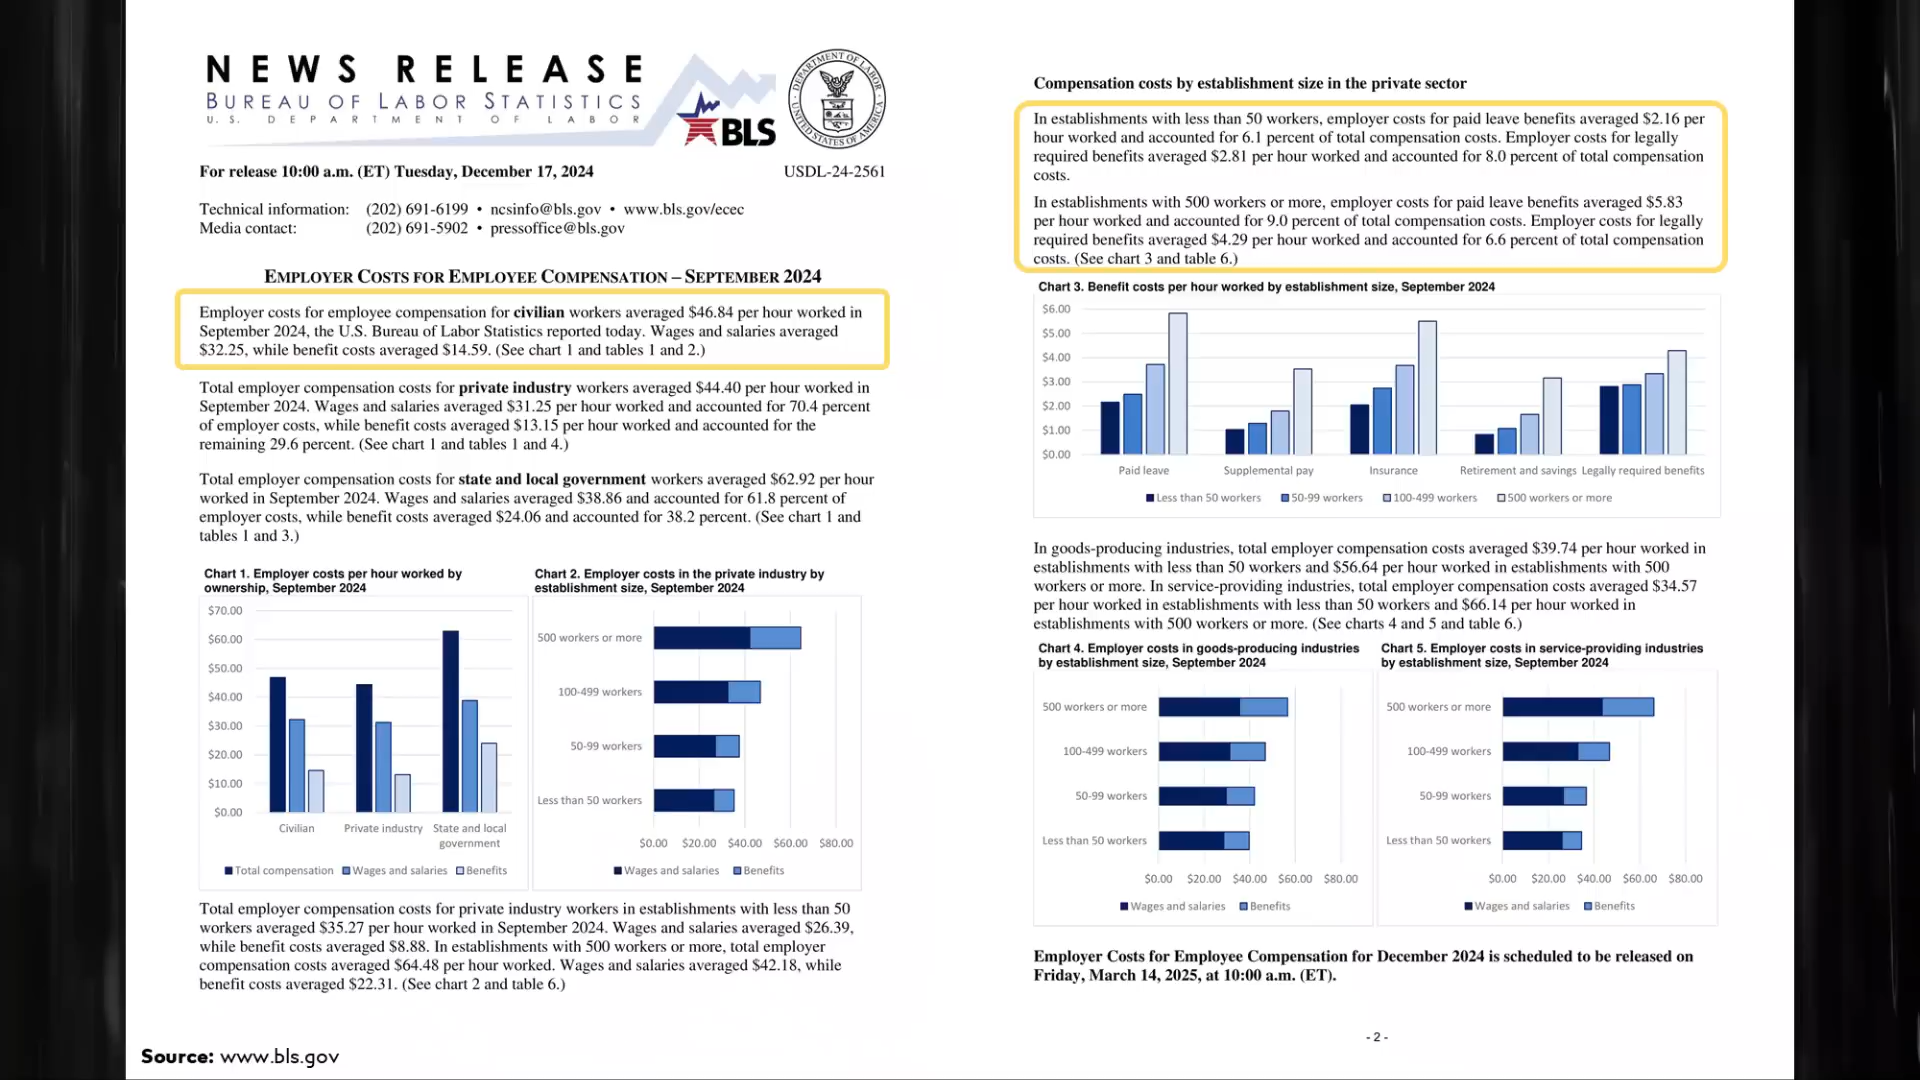 NEWS RELEASE
BUREAU OF LABOR STATISTICS
U.S. DEPARTMENT OF LABOR
BLS
DEPARTMENT OF LABOR
UNITED STATES OF AMERICA
For release 10:00 a.m. (ET) Tuesday, December 17, 2024 USDL-24-2561
Technical information: (202) 691-6199 • ncsinfo@bls.gov • www.bls.gov/ecec
Media contact: (202) 691-5902 • pressoffice@bls.gov
EMPLOYER COSTS FOR EMPLOYEE COMPENSATION – SEPTEMBER 2024
Employer costs for employee compensation for civilian workers averaged $46.84 per hour worked in
September 2024, the U.S. Bureau of Labor Statistics reported today. Wages and salaries averaged
$32.25, while benefit costs averaged $14.59. (See chart 1 and tables 1 and 2.)
Total employer compensation costs for private industry workers averaged $44.40 per hour worked in
September 2024. Wages and salaries averaged $31.25 per hour worked and accounted for 70.4 percent
of employer costs, while benefit costs averaged $13.15 per hour worked and accounted for the
remaining 29.6 percent. (See chart 1 and tables 1 and 4.)
Total employer compensation costs for state and local government workers averaged $62.92 per hour
worked in September 2024. Wages and salaries averaged $38.86 and accounted for 61.8 percent of
employer costs, while benefit costs averaged $24.06 and accounted for 38.2 percent. (See chart 1 and
tables 1 and 3.)
Chart 1. Employer costs per hour worked by
ownership, September 2024
$70.00
$60.00
$50.00
$40.00
$30.00
$20.00
$10.00
$0.00
Civilian Private industry State and local
government
Total compensation Wages and salaries Benefits
Chart 2. Employer costs in the private industry by
establishment size, September 2024
500 workers or more
100-499 workers
50-99 workers
Less than 50 workers
$0.00 $20.00 $40.00 $60.00 $80.00
Wages and salaries Benefits
Total employer compensation costs for private industry workers in establishments with less than 50
workers averaged $35.27 per hour worked in September 2024. Wages and salaries averaged $26.39,
while benefit costs averaged $8.88. In establishments with 500 workers or more, total employer
compensation costs averaged $64.48 per hour worked. Wages and salaries averaged $42.18, while
benefit costs averaged $22.31. (See chart 2 and table 6.)
Source: www.bls.gov
Compensation costs by establishment size in the private sector
In establishments with less than 50 workers, employer costs for paid leave benefits averaged $2.16 per
hour worked and accounted for 6.1 percent of total compensation costs. Employer costs for legally
required benefits averaged $2.81 per hour worked and accounted for 8.0 percent of total compensation
costs.
In establishments with 500 workers or more, employer costs for paid leave benefits averaged $5.83
per hour worked and accounted for 9.0 percent of total compensation costs. Employer costs for legally
required benefits averaged $4.29 per hour worked and accounted for 6.6 percent of total compensation
costs. (See chart 3 and table 6.)
Chart 3. Benefit costs per hour worked by establishment size, September 2024
$6.00
$5.00
$4.00
$3.00
$2.00
$1.00
$0.00
Paid leave Supplemental pay Insurance Retirement and savings Legally required benefits
Less than 50 workers 50-99 workers 100-499 workers 500 workers or more
In goods-producing industries, total employer compensation costs averaged $39.74 per hour worked in
establishments with less than 50 workers and $56.64 per hour worked in establishments with 500
workers or more. In service-providing industries, total employer compensation costs averaged $34.57
per hour worked in establishments with less than 50 workers and $66.14 per hour worked in
establishments with 500 workers or more. (See charts 4 and 5 and table 6.)
Chart 4. Employer costs in goods-producing industries
by establishment size, September 2024
500 workers or more
100-499 workers
50-99 workers
Less than 50 workers
$0.00 $20.00 $40.00 $60.00 $80.00
Wages and salaries Benefits
Chart 5. Employer costs in service-providing industries
by establishment size, September 2024
500 workers or more
100-499 workers
50-99 workers
Less than 50 workers
$0.00 $20.00 $40.00 $60.00 $80.00
Wages and salaries Benefits
Employer Costs for Employee Compensation for December 2024 is scheduled to be released on
Friday, March 14, 2025, at 10:00 a.m. (ET).
- 2 -